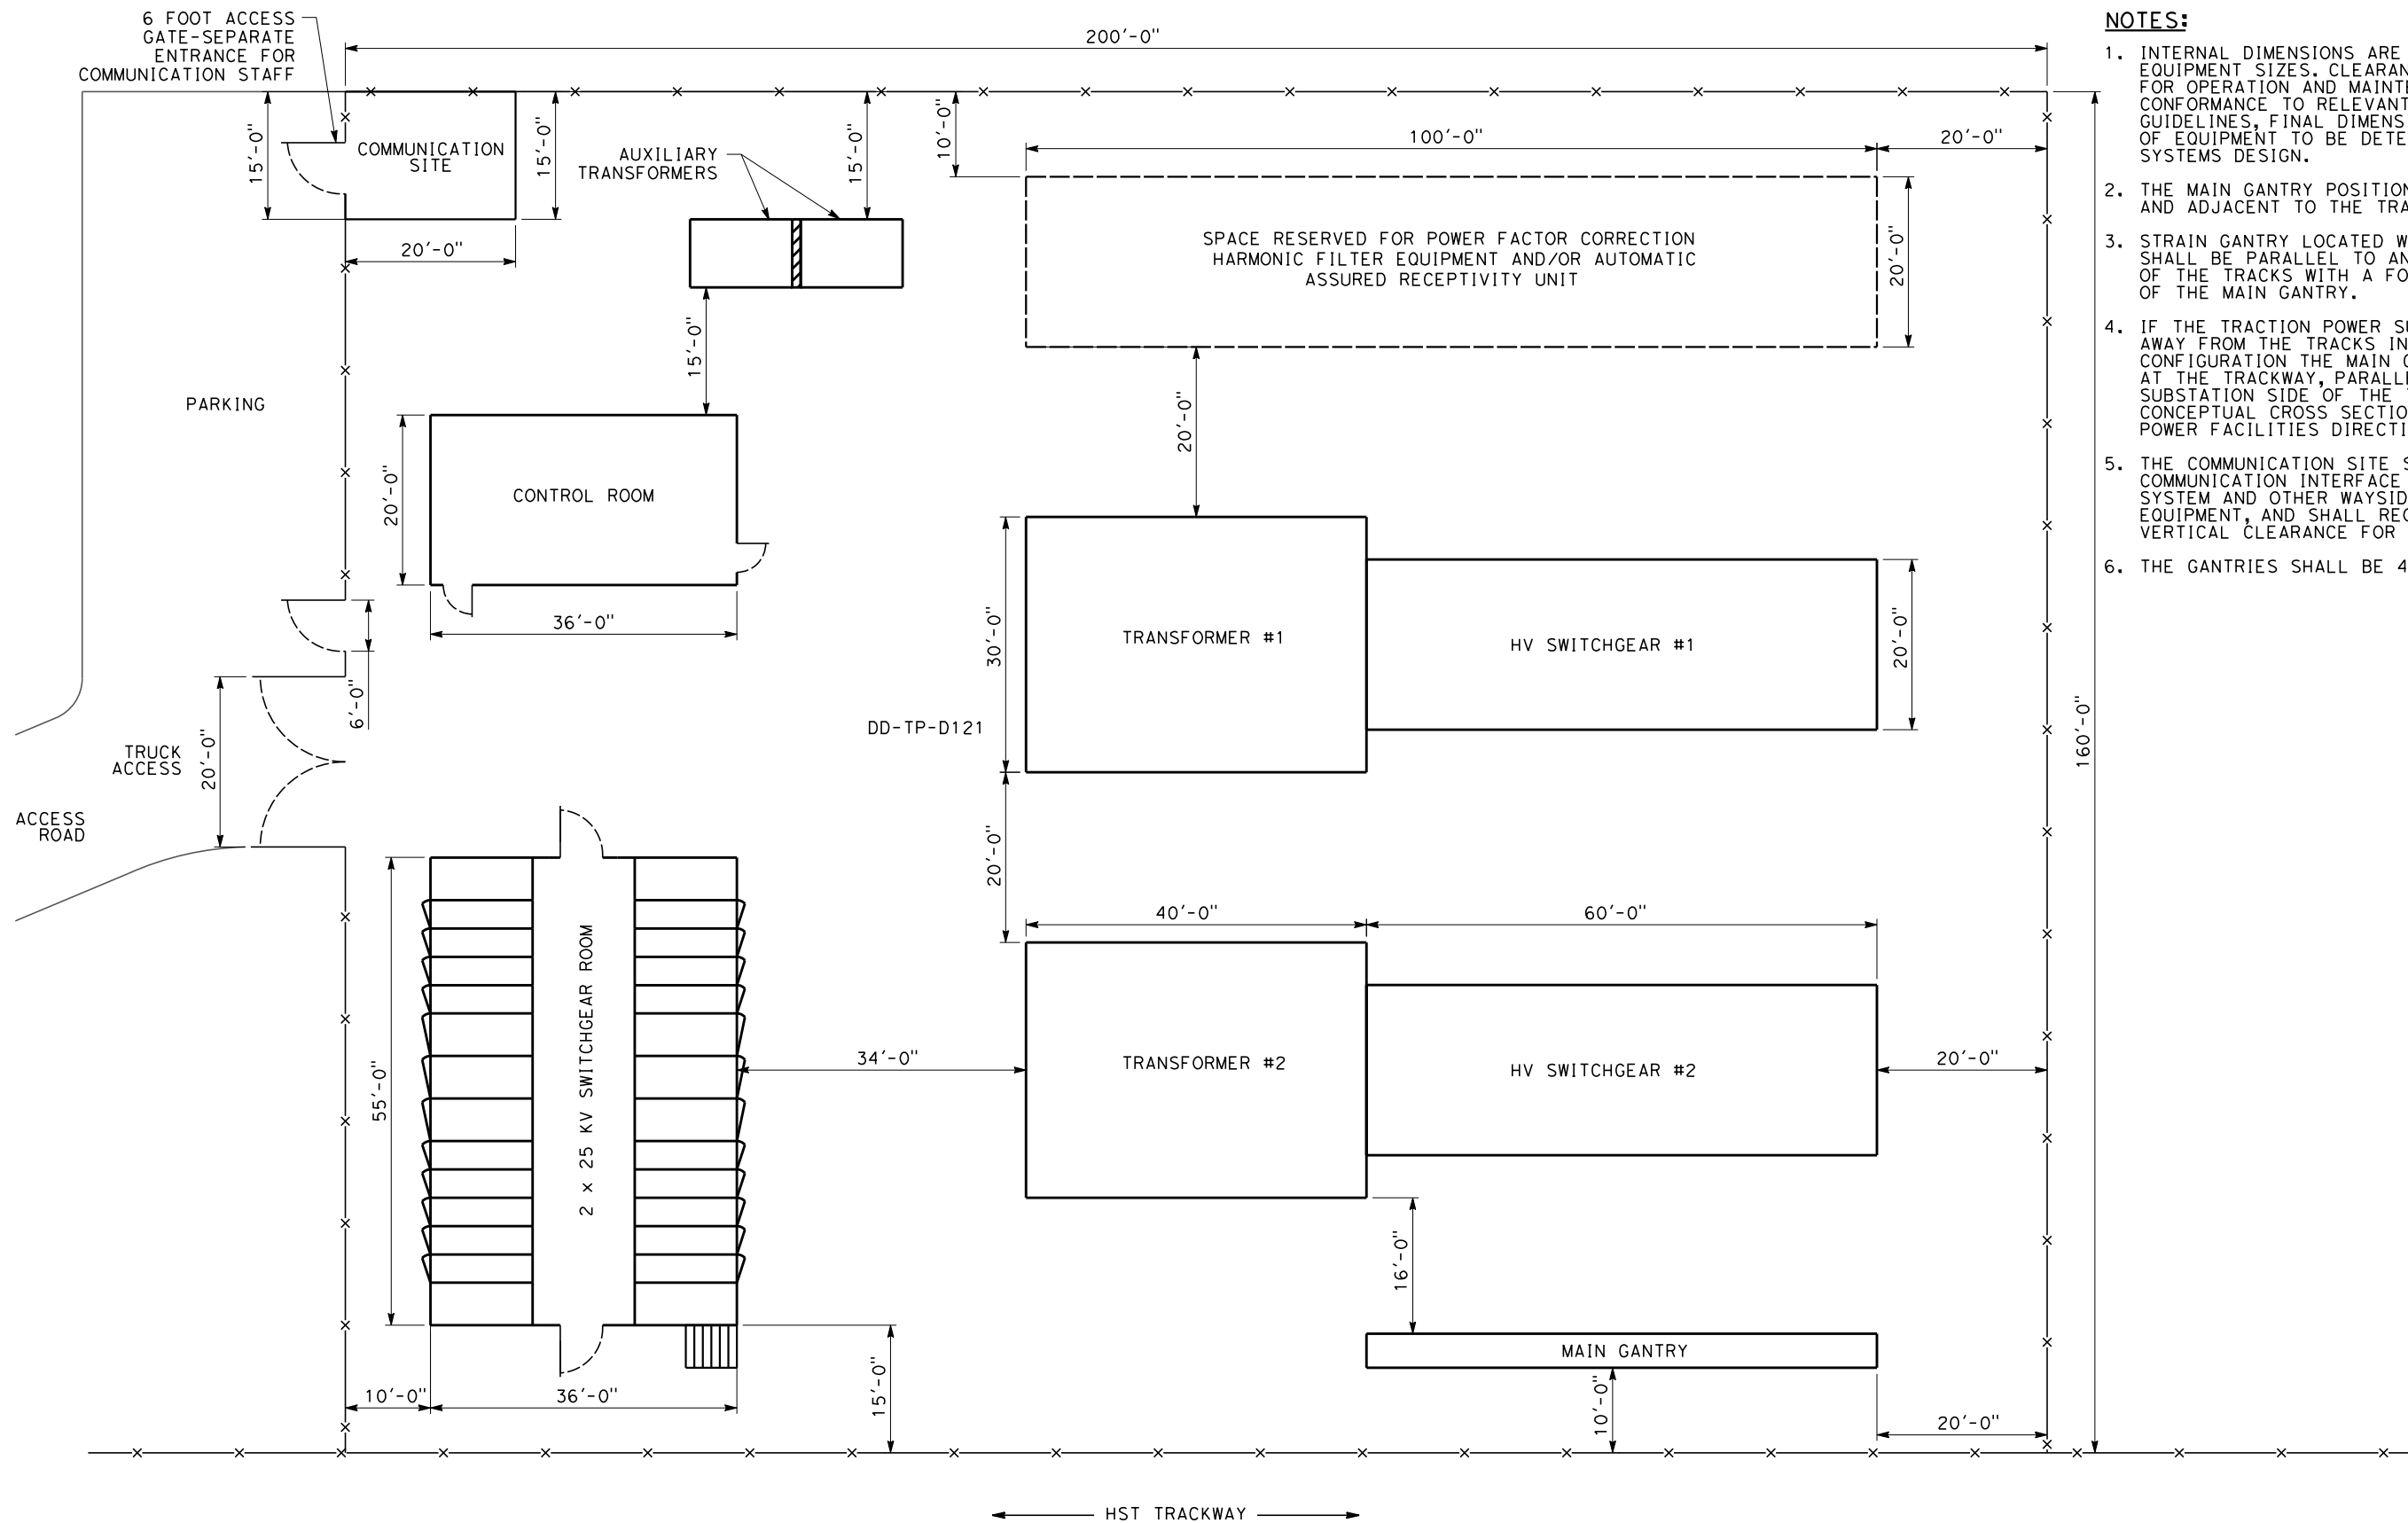 6 FOOT ACCESS
GATE-SEPARATE
ENTRANCE FOR
COMMUNICATION STAFF
200'-0"
15'-0"
COMMUNICATION
SITE
15'-0"
20'-0"
AUXILIARY
TRANSFORMERS
15'-0"
10'-0"
100'-0"
20'-0"
SPACE RESERVED FOR POWER FACTOR CORRECTION
HARMONIC FILTER EQUIPMENT AND/OR AUTOMATIC
ASSURED RECEPTIVITY UNIT
20'-0"
15'-0"
PARKING
20'-0"
CONTROL ROOM
36'-0"
20'-0"
30'-0"
TRANSFORMER #1
HV SWITCHGEAR #1
20'-0"
6'-0"
TRUCK
ACCESS
20'-0"
DD-TP-D121
160'-0"
ACCESS
ROAD
20'-0"
40'-0"
60'-0"
55'-0"
2 x 25 KV SWITCHGEAR ROOM
34'-0"
TRANSFORMER #2
HV SWITCHGEAR #2
20'-0"
16'-0"
MAIN GANTRY
10'-0"
36'-0"
15'-0"
10'-0"
20'-0"
HST TRACKWAY
NOTES:
1. INTERNAL DIMENSIONS ARE
EQUIPMENT SIZES. CLEARAN
FOR OPERATION AND MAINTE
CONFORMANCE TO RELEVANT
GUIDELINES, FINAL DIMENS
OF EQUIPMENT TO BE DETE
SYSTEMS DESIGN.
2. THE MAIN GANTRY POSITION
AND ADJACENT TO THE TRA
3. STRAIN GANTRY LOCATED W
SHALL BE PARALLEL TO AN
OF THE TRACKS WITH A FO
OF THE MAIN GANTRY.
4. IF THE TRACTION POWER SU
AWAY FROM THE TRACKS IN
CONFIGURATION THE MAIN
AT THE TRACKWAY, PARALLE
SUBSTATION SIDE OF THE
CONCEPTUAL CROSS SECTIO
POWER FACILITIES DIRECTI
5. THE COMMUNICATION SITE S
COMMUNICATION INTERFACE
SYSTEM AND OTHER WAYSID
EQUIPMENT, AND SHALL REC
VERTICAL CLEARANCE FOR
6. THE GANTRIES SHALL BE 4